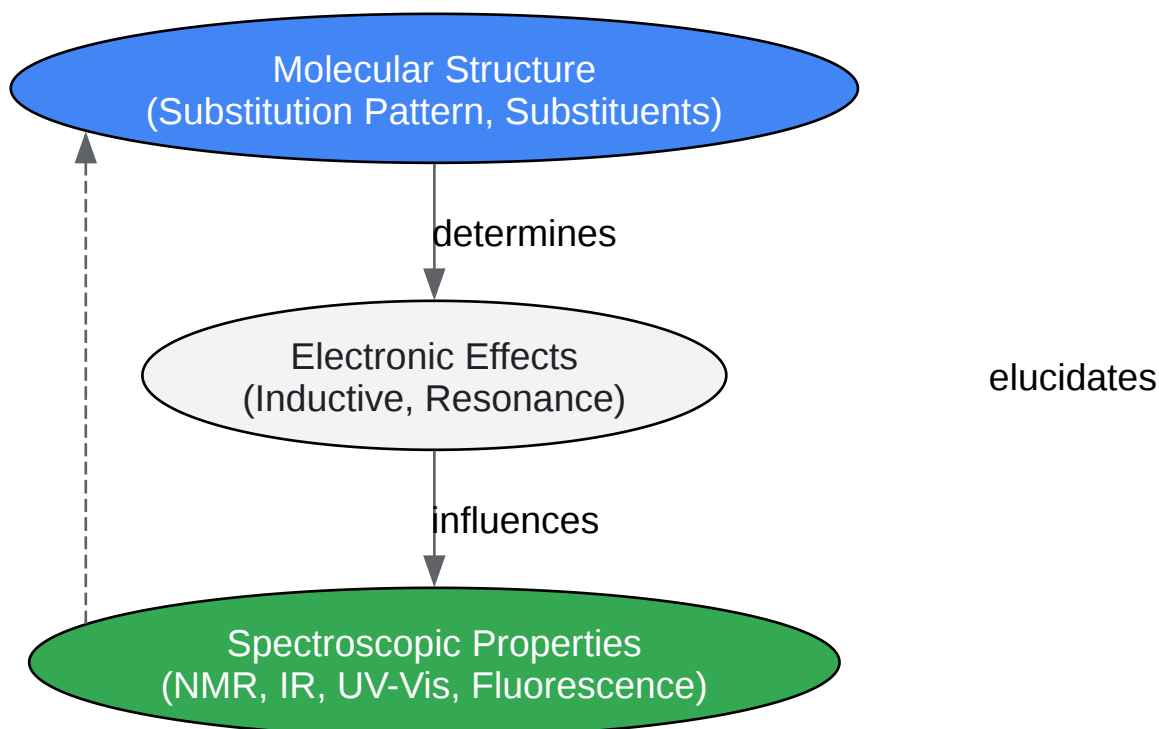 Molecular Structure
(Substitution Pattern, Substituents)
determines
Electronic Effects
(Inductive, Resonance)
elucidates
influences
Spectroscopic Properties
(NMR, IR, UV-Vis, Fluorescence)